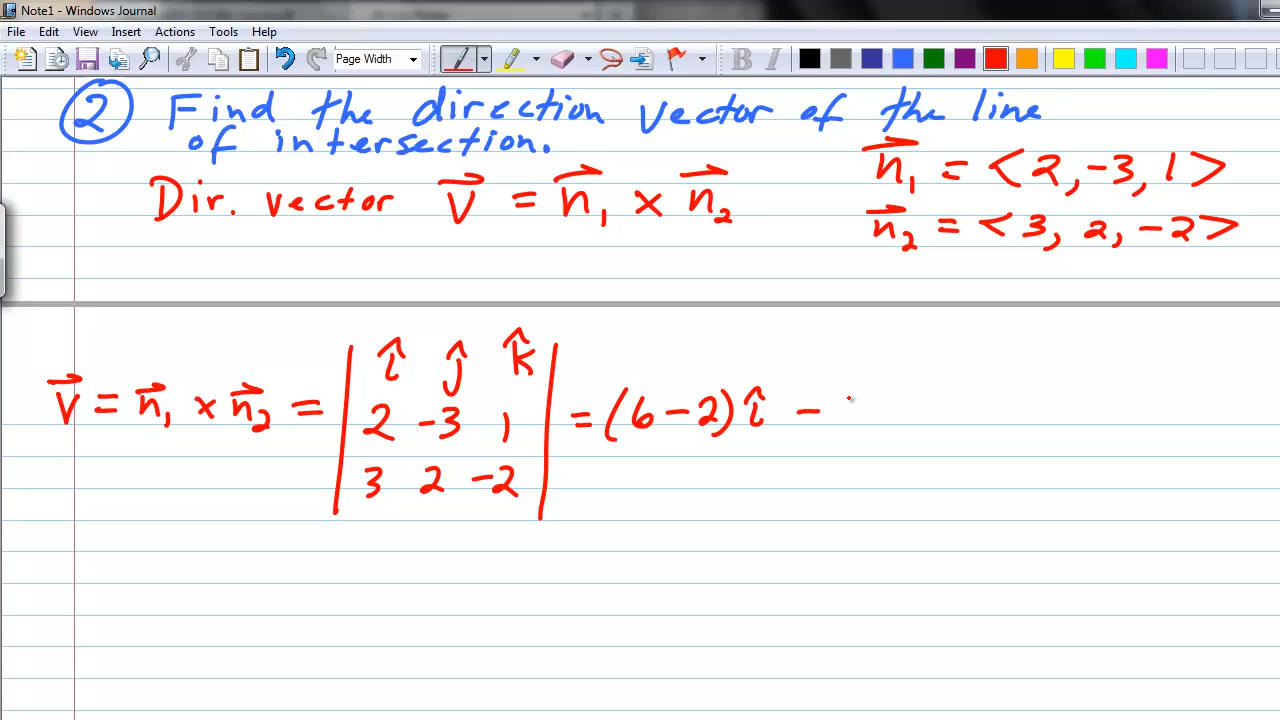 Note1 - Windows Journal
File Edit View Insert Actions Tools Help
Page Width B I
② Find the direction vector of the line
of intersection.
n⃗₁ = <2, -3, 1>
Dir. vector v⃗ = n⃗₁ × n⃗₂
n⃗₂ = <3, 2, -2>
î ĵ k̂
v⃗ = n⃗₁ × n⃗₂ = | 2 -3 1 | = (6 - 2) î -
3 2 -2